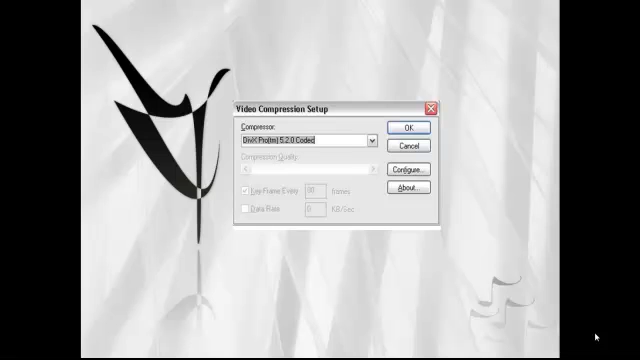 Video Compression Setup
Compressor:
DivX Pro(tm) 5.2.0 Codec
OK
Cancel
Compression Quality:
Configure...
Key Frame Every
frames
About...
Data Rate
0
KB/Sec